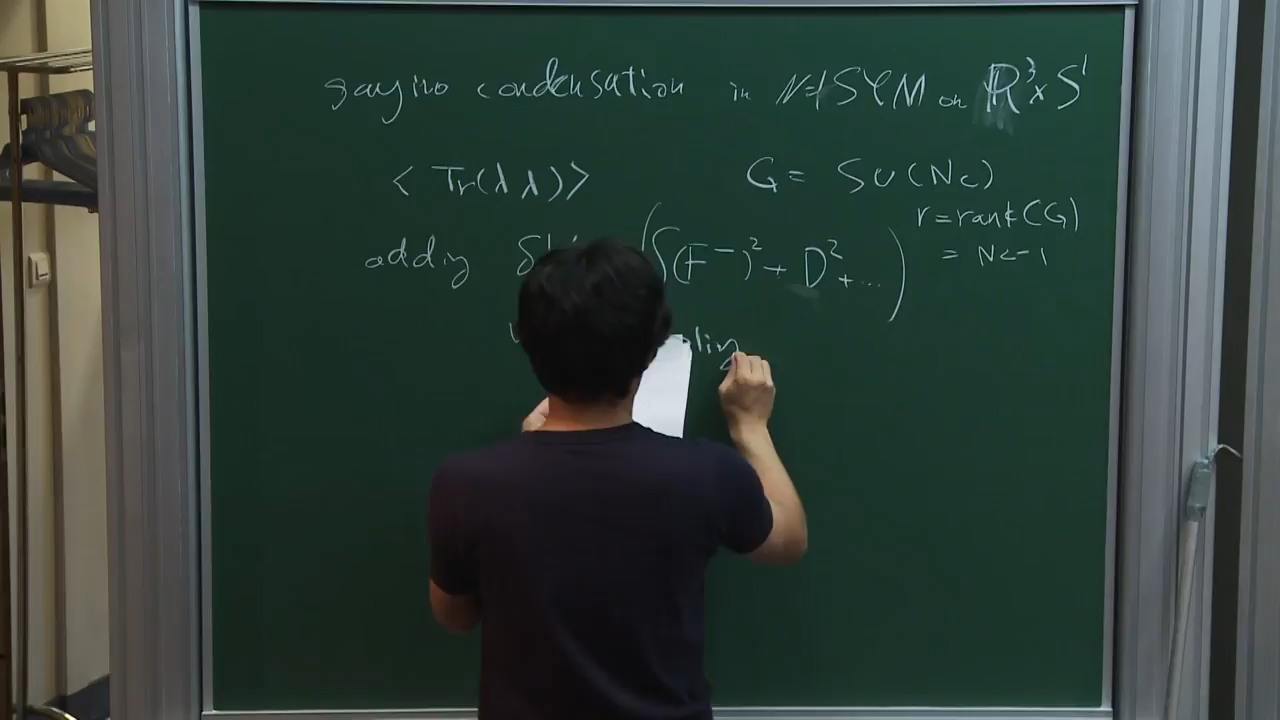 gaugino condensation in N=1 SYM on R³×S¹
< Tr(λλ)>
G = SU(Nc)
r = rank(G)
= Nc-1
adding ((F⁻)² + D² + ...)